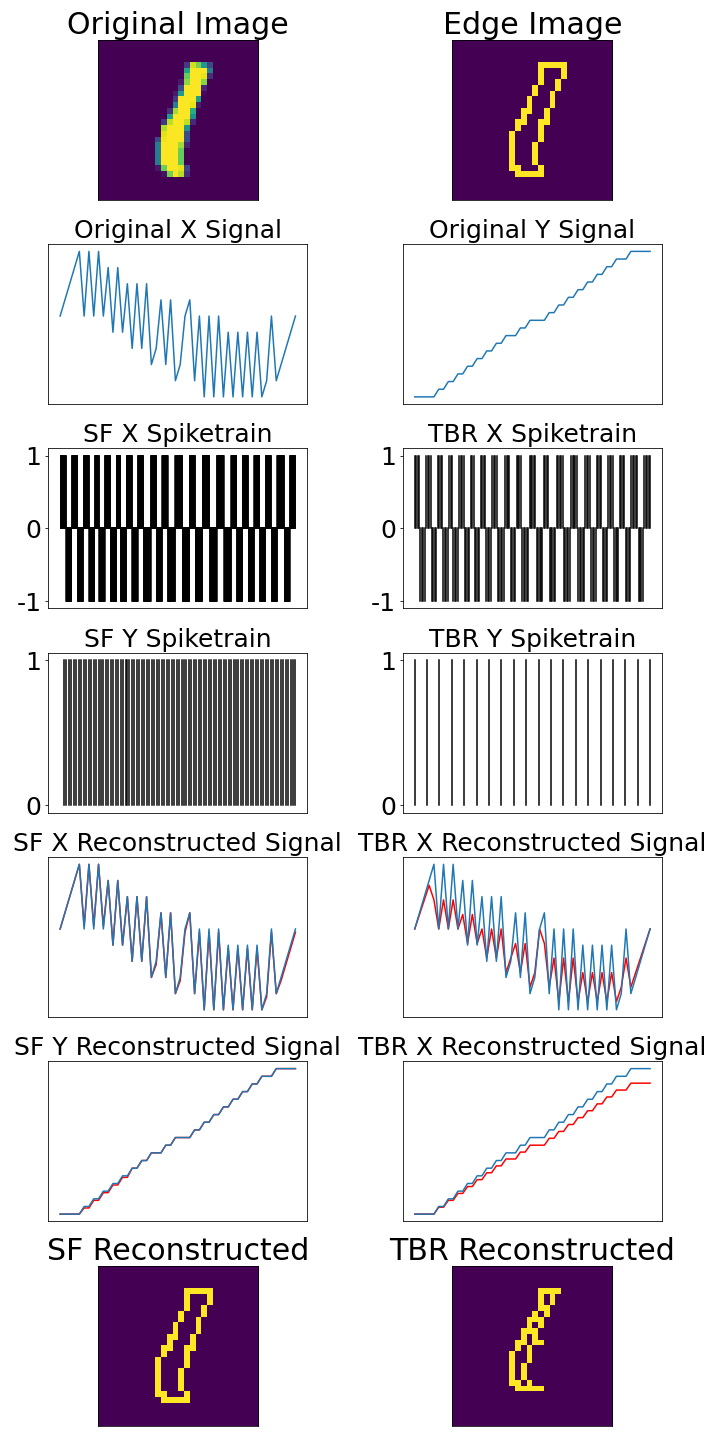 Original Image
Edge Image
Original X Signal
Original Y Signal
SF X Spiketrain
TBR X Spiketrain
1
0
-1
1
0
-1
SF Y Spiketrain
TBR Y Spiketrain
1
0
1
0
SF X Reconstructed Signal
TBR X Reconstructed Signal
SF Y Reconstructed Signal
TBR X Reconstructed Signal
SF Reconstructed
TBR Reconstructed